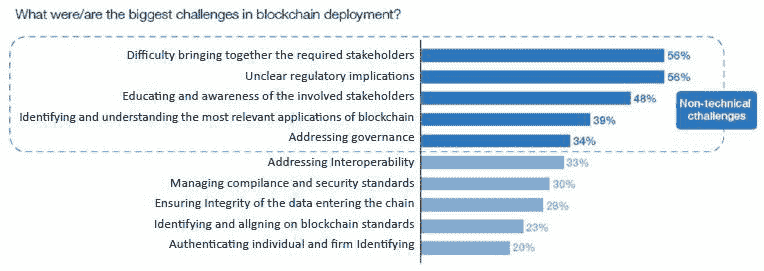 What were/are the biggest challenges in blockchain deployment?
Difficulty bringing together the required stakeholders 56%
Unclear regulatory implications 56%
Educating and awareness of the involved stakeholders 48%
Identifying and understanding the most relevant applications of blockchain 39%
Addressing governance 34%
Non-technical
cthallenges
Addressing Interoperability 33%
Managing compilance and security standards 30%
Ensuring Integrity of the data entering the chain 29%
Identifying and allgning on blockchain standards 23%
Authenticating individual and firm Identifying 20%